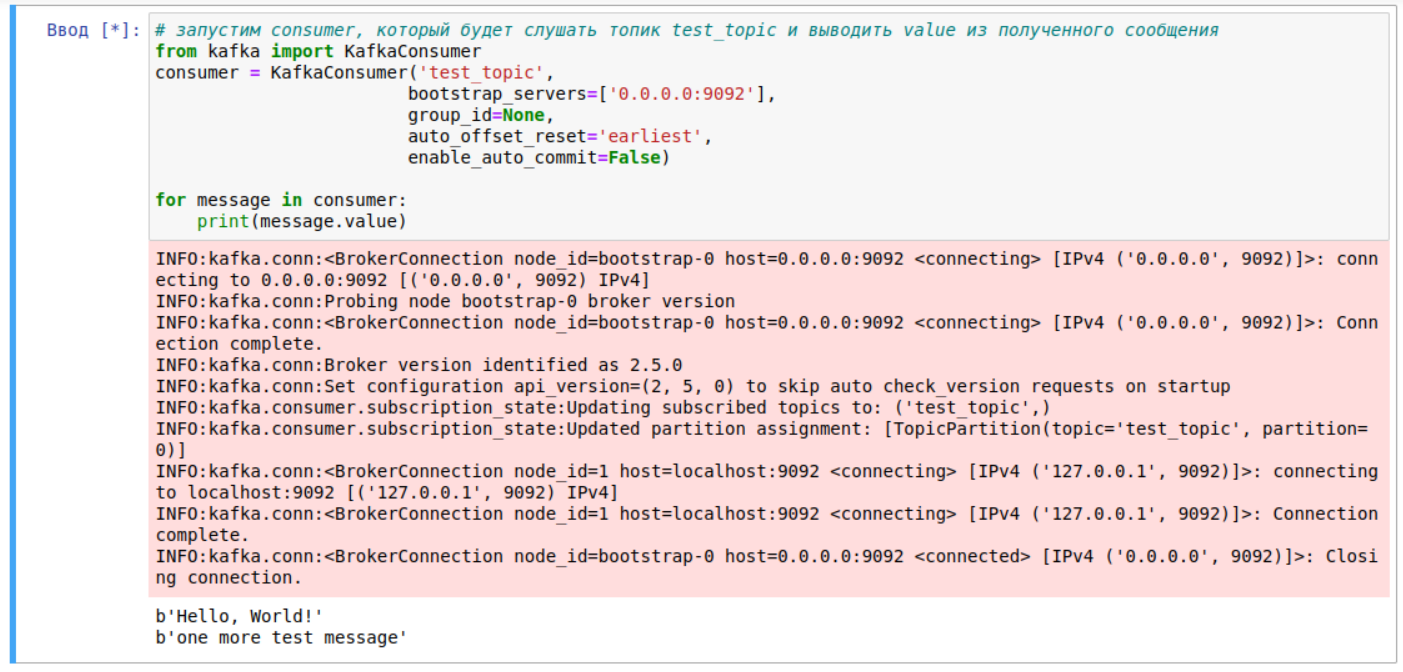 Ввод [*]: # запустим consumer, который будет слушать топик test_topic и выводить value из полученного сообщения
from kafka import KafkaConsumer
consumer = KafkaConsumer('test_topic',
                         bootstrap_servers=['0.0.0.0:9092'],
                         group_id=None,
                         auto_offset_reset='earliest',
                         enable_auto_commit=False)

for message in consumer:
    print(message.value)
INFO:kafka.conn:<BrokerConnection node_id=bootstrap-0 host=0.0.0.0:9092 <connecting> [IPv4 ('0.0.0.0', 9092)]>: conn
ecting to 0.0.0.0:9092 [('0.0.0.0', 9092) IPv4]
INFO:kafka.conn:Probing node bootstrap-0 broker version
INFO:kafka.conn:<BrokerConnection node_id=bootstrap-0 host=0.0.0.0:9092 <connecting> [IPv4 ('0.0.0.0', 9092)]>: Conn
ection complete.
INFO:kafka.conn:Broker version identified as 2.5.0
INFO:kafka.conn:Set configuration api_version=(2, 5, 0) to skip auto check_version requests on startup
INFO:kafka.consumer.subscription_state:Updating subscribed topics to: ('test_topic',)
INFO:kafka.consumer.subscription_state:Updated partition assignment: [TopicPartition(topic='test_topic', partition=
0)]
INFO:kafka.conn:<BrokerConnection node_id=1 host=localhost:9092 <connecting> [IPv4 ('127.0.0.1', 9092)]>: connecting
to localhost:9092 [('127.0.0.1', 9092) IPv4]
INFO:kafka.conn:<BrokerConnection node_id=1 host=localhost:9092 <connecting> [IPv4 ('127.0.0.1', 9092)]>: Connection
complete.
INFO:kafka.conn:<BrokerConnection node_id=bootstrap-0 host=0.0.0.0:9092 <connected> [IPv4 ('0.0.0.0', 9092)]>: Closi
ng connection.
b'Hello, World!'
b'one more test message'